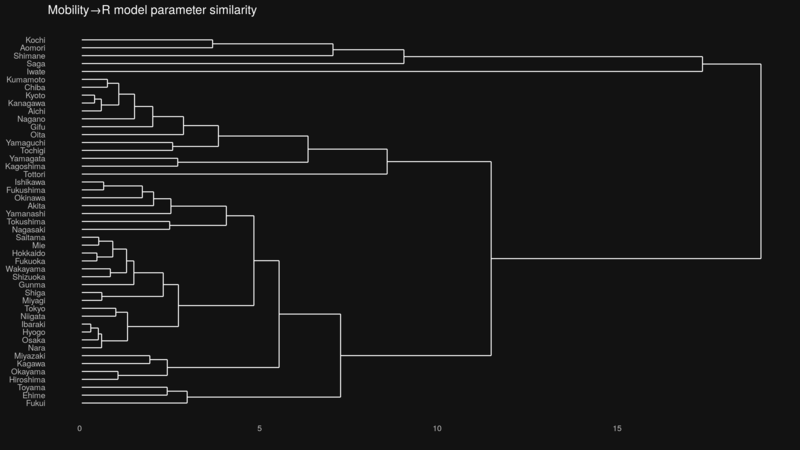 Mobility→R model parameter similarity
Kochi
Aomori
Shimane
Saga
Iwate
Kumamoto
Chiba
Kyoto
Kanagawa
Aichi
Nagano
Gifu
Oita
Yamaguchi
Tochigi
Yamagata
Kagoshima
Tottori
Ishikawa
Fukushima
Okinawa
Akita
Yamanashi
Tokushima
Nagasaki
Saitama
Mie
Hokkaido
Fukuoka
Wakayama
Shizuoka
Gunma
Shiga
Miyagi
Tokyo
Niigata
Ibaraki
Hyogo
Osaka
Nara
Miyazaki
Kagawa
Okayama
Hiroshima
Toyama
Ehime
Fukui
0 5 10 15